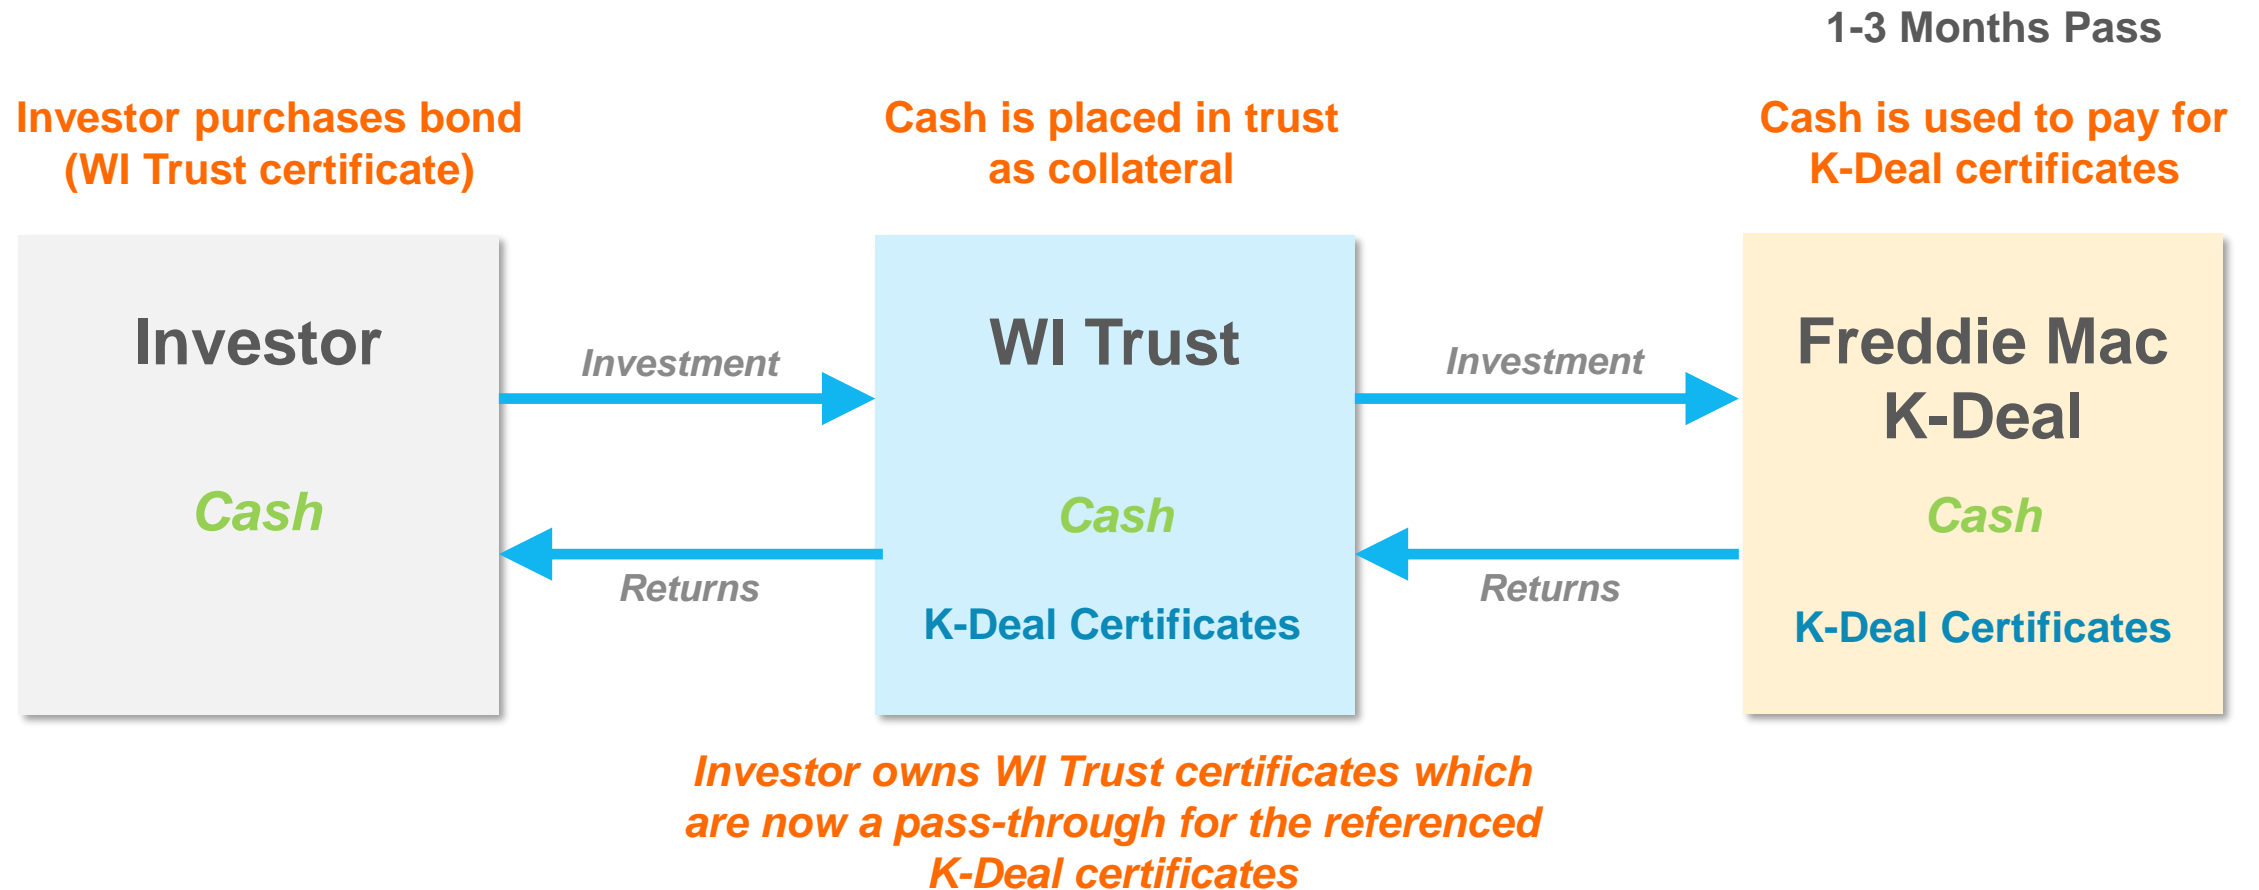 1-3 Months Pass
Investor purchases bond
(WI Trust certificate)
Cash is placed in trust
as collateral
Cash is used to pay for
K-Deal certificates
Investor
Cash
Investment
Returns
WI Trust
Cash
K-Deal Certificates
Investment
Returns
Freddie Mac
K-Deal
Cash
K-Deal Certificates
Investor owns WI Trust certificates which
are now a pass-through for the referenced
K-Deal certificates